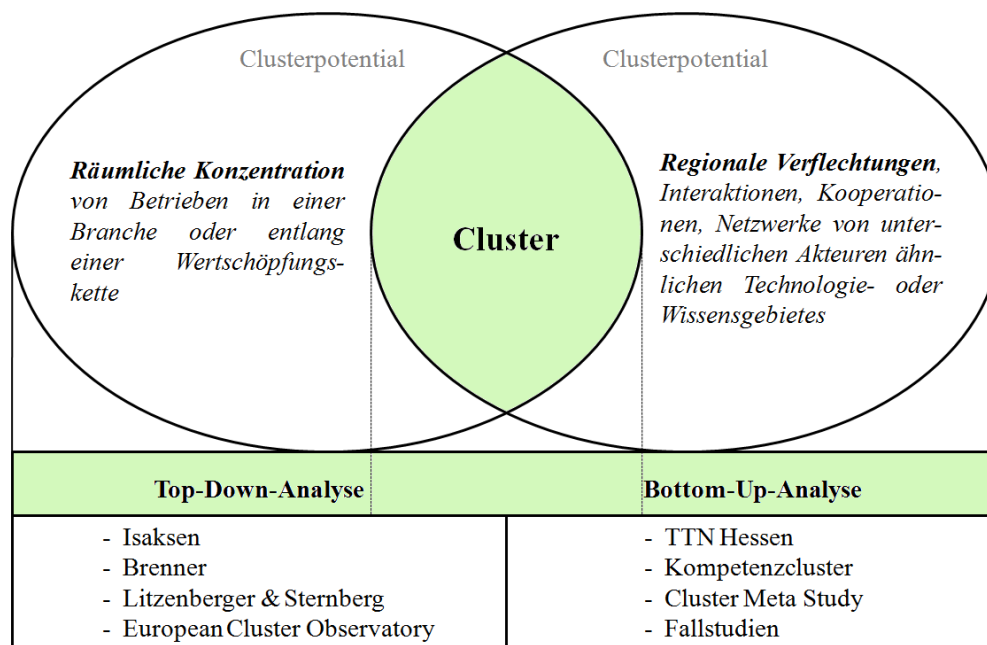 Clusterpotential
Clusterpotential
Räumliche Konzentration
von Betrieben in einer
Branche oder entlang
einer Wertschöpfungs-
kette
Cluster
Regionale Verflechtungen,
Interaktionen, Kooperatio-
nen, Netzwerke von unter-
schiedlichen Akteuren ähn-
lichen Technologie- oder
Wissensgebietes
Top-Down-Analyse
Bottom-Up-Analyse
- Isaksen
- Brenner
- Litzenberger & Sternberg
- European Cluster Observatory
- TTN Hessen
- Kompetenzcluster
- Cluster Meta Study
- Fallstudien